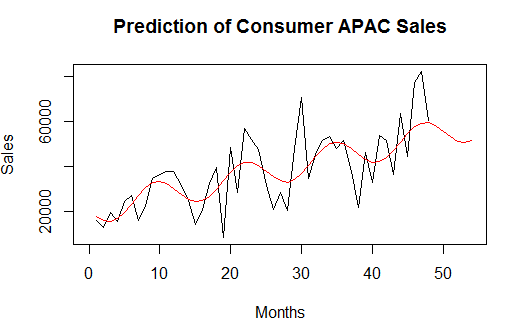 Prediction of Consumer APAC Sales
60000
20000
Sales
0 10 20 30 40 50
Months